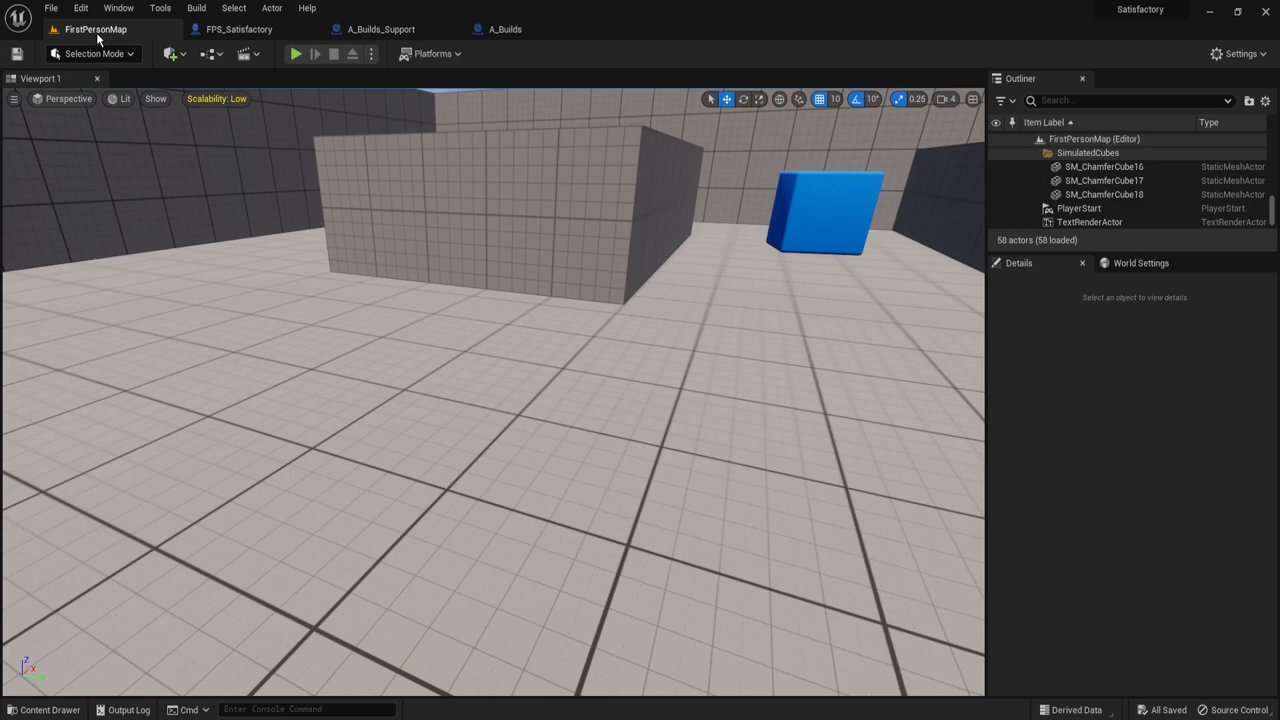 File Edit Window Tools Build Select Actor Help
Satisfactory
FirstPersonMap FPS_Satisfactory A_Builds_Support A_Builds
Selection Mode Platforms Settings
Viewport 1 Outliner
Perspective Lit Show Scalability: Low 10 10° 0.25 4 Search...
Item Label Type
FirstPersonMap (Editor)
SimulatedCubes
SM_ChamferCube16 StaticMeshActor
SM_ChamferCube17 StaticMeshActor
SM_ChamferCube18 StaticMeshActor
PlayerStart PlayerStart
TextRenderActor TextRenderActor
58 actors (58 loaded)
Details World Settings
Select an object to view details.
Z
X
Content Drawer Output Log Cmd Enter Console Command Derived Data All Saved Source Control